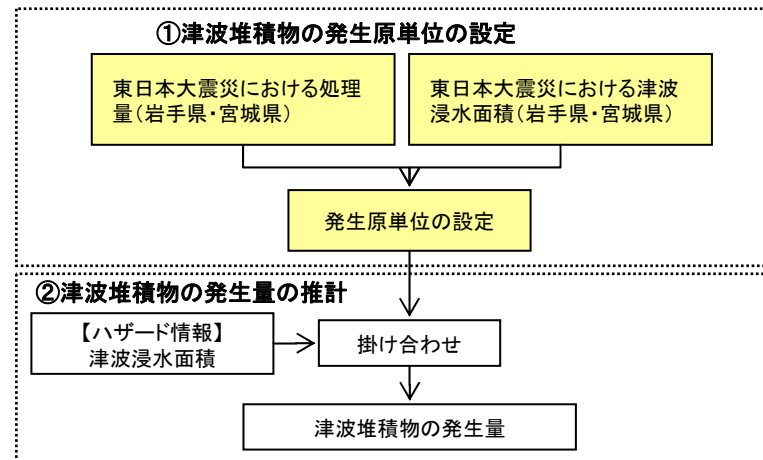 ①津波堆積物の発生原単位の設定
東日本大震災における処理
量(岩手県・宮城県)
東日本大震災における津波
浸水面積(岩手県・宮城県)
発生原単位の設定
②津波堆積物の発生量の推計
【ハザード情報】
津波浸水面積
掛け合わせ
津波堆積物の発生量